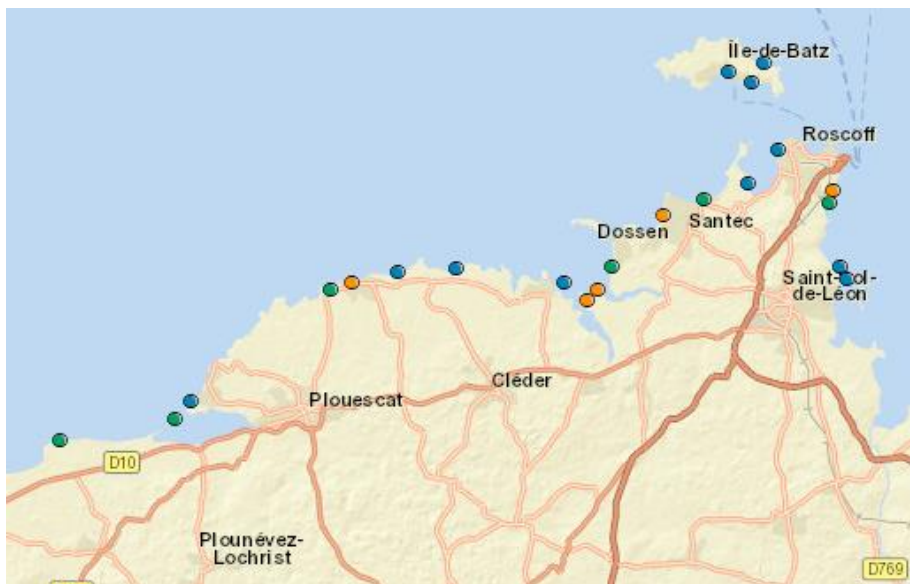 Île-de-Batz
Roscoff
Dossen
Santec
Saint-Pol-
de-Léon
Cléder
Plouescat
D10
Plounévez-
Lochrist
D769